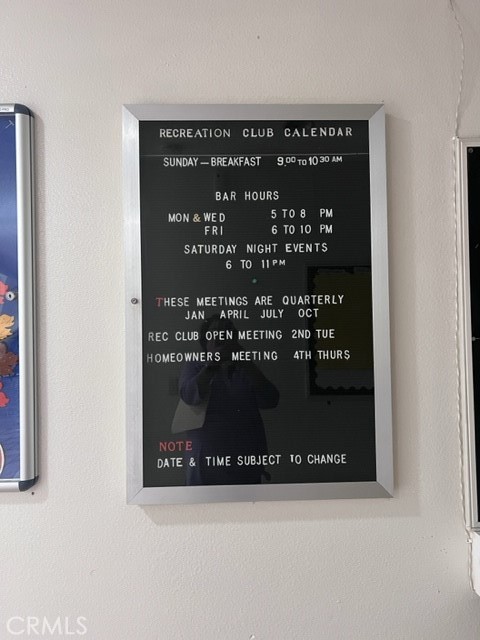 RECREATION CLUB CALENDAR
SUNDAY — BREAKFAST 9:00 TO 10:30 AM
BAR HOURS
MON & WED 5 TO 8 PM
FRI 6 TO 10 PM
SATURDAY NIGHT EVENTS
6 TO 11 PM
THESE MEETINGS ARE QUARTERLY
JAN APRIL JULY OCT
REC CLUB OPEN MEETING 2ND TUE
HOMEOWNERS MEETING 4TH THURS
NOTE
DATE & TIME SUBJECT TO CHANGE
CRMLS